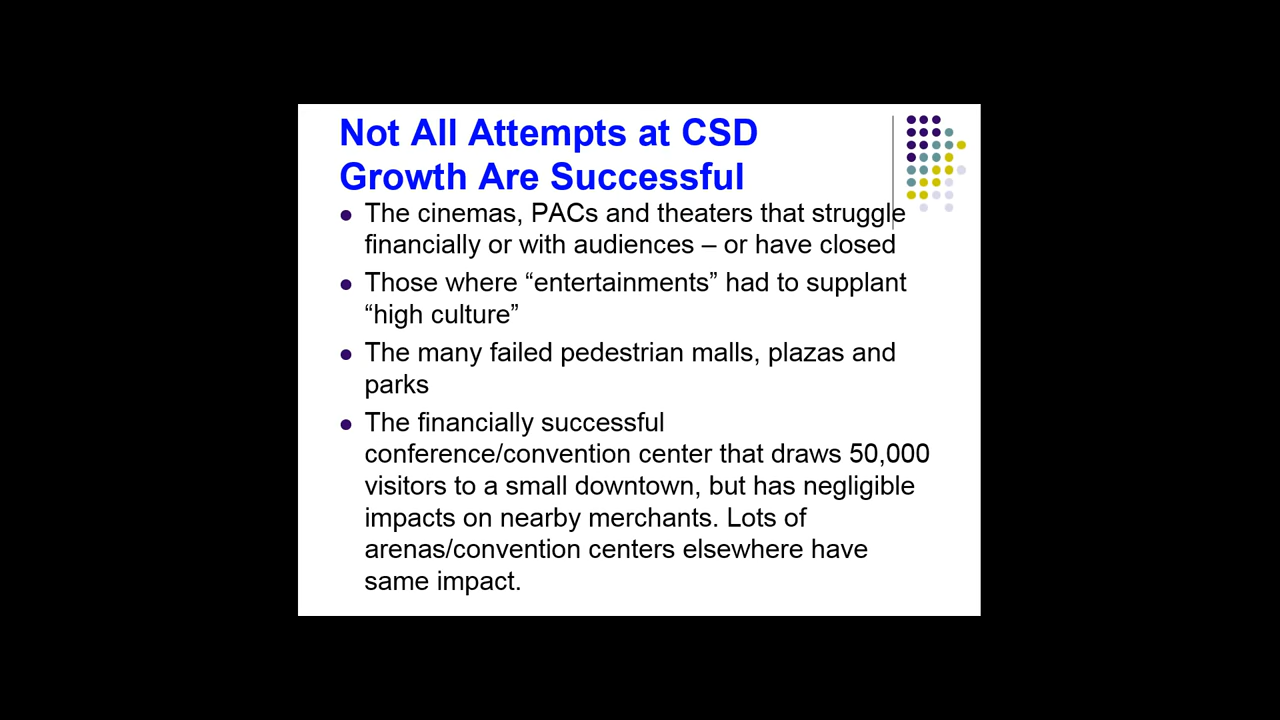 Not All Attempts at CSD
Growth Are Successful
● The cinemas, PACs and theaters that struggle
financially or with audiences – or have closed
● Those where “entertainments” had to supplant
“high culture”
● The many failed pedestrian malls, plazas and
parks
● The financially successful
conference/convention center that draws 50,000
visitors to a small downtown, but has negligible
impacts on nearby merchants. Lots of
arenas/convention centers elsewhere have
same impact.